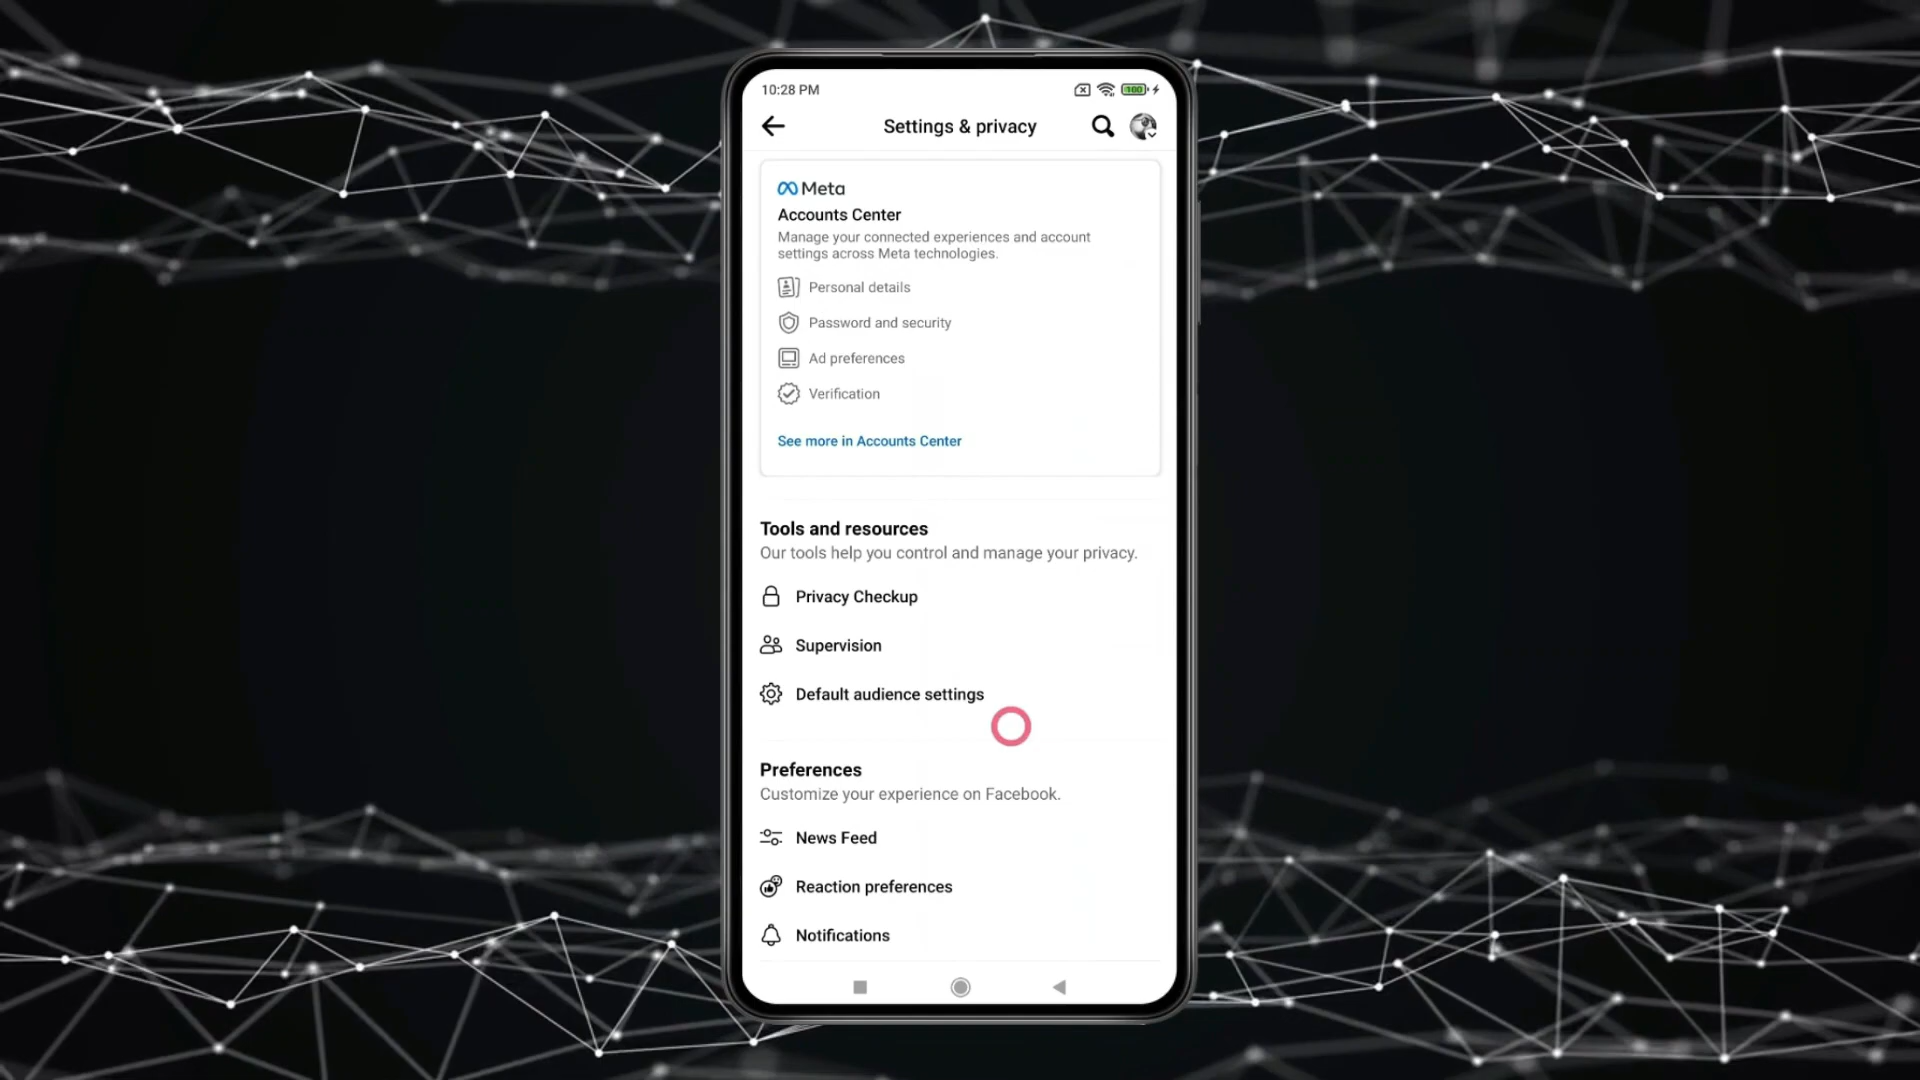 10:28 PM
100
Settings & privacy
Meta
Accounts Center
Manage your connected experiences and account
settings across Meta technologies.
Personal details
Password and security
Ad preferences
Verification
See more in Accounts Center
Tools and resources
Our tools help you control and manage your privacy.
Privacy Checkup
Supervision
Default audience settings
Preferences
Customize your experience on Facebook.
News Feed
Reaction preferences
Notifications